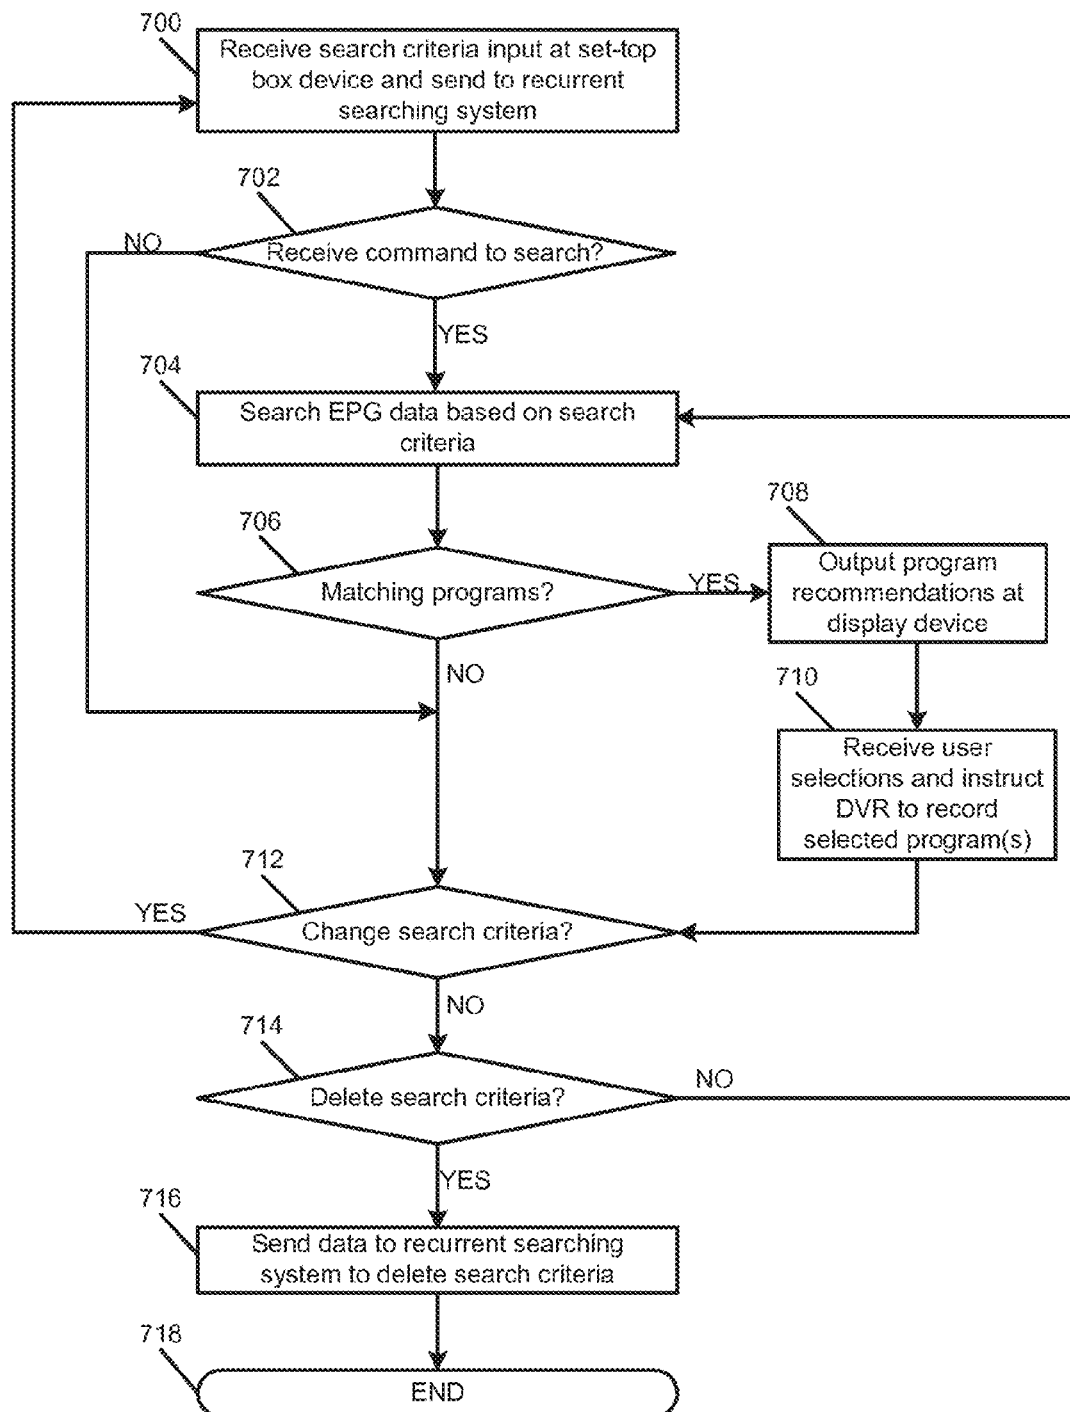 700
Receive search criteria input at set-top
box device and send to recurrent
searching system
702
NO
Receive command to search?
YES
704
Search EPG data based on search
criteria
706
Matching programs?
YES
708
Output program
recommendations at
display device
NO
710
Receive user
selections and instruct
DVR to record
selected program(s)
712
YES
Change search criteria?
NO
714
Delete search criteria?
NO
YES
716
Send data to recurrent searching
system to delete search criteria
718
END